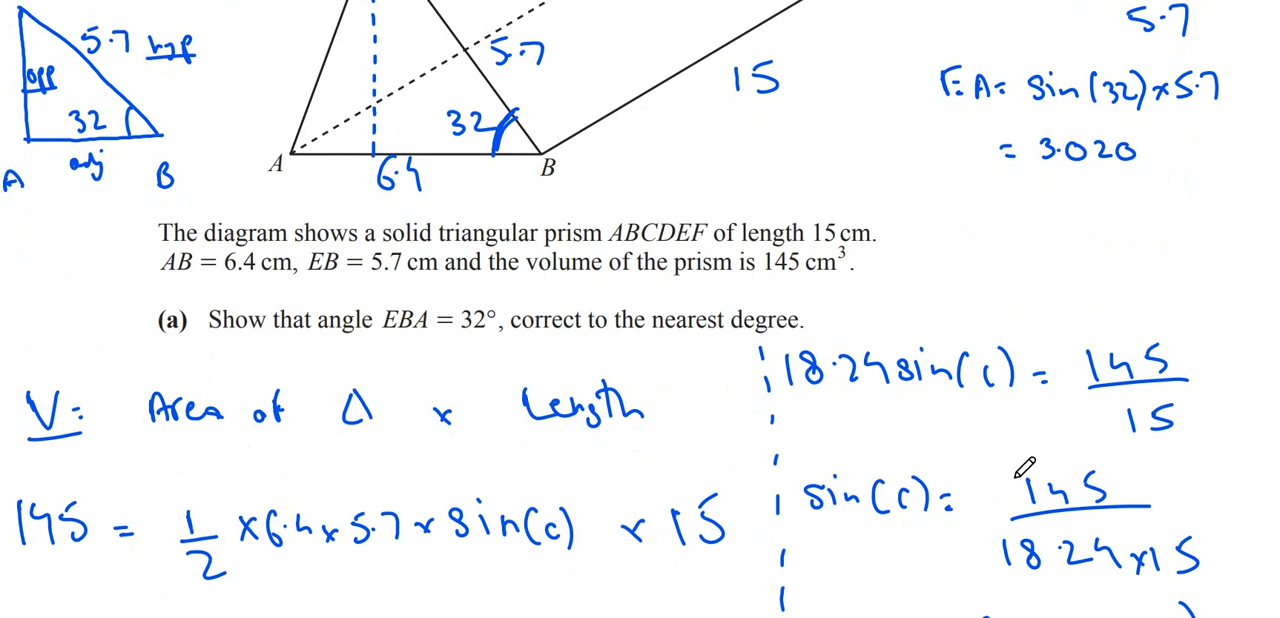 5.7 hyp
opp
32
adj
A B
5.7
32
15
A 6.4 B
5.7
F.A= sin(32)×5.7
= 3.020
The diagram shows a solid triangular prism ABCDEF of length 15 cm.
AB = 6.4 cm, EB = 5.7 cm and the volume of the prism is 145 cm³.
(a) Show that angle EBA = 32°, correct to the nearest degree.
V= Area of Δ × Length
145 = 1/2 ×6.4×5.7×sin(c) ×15
18.24sin(c) = 145/15
sin(c) = 145/18.24×15